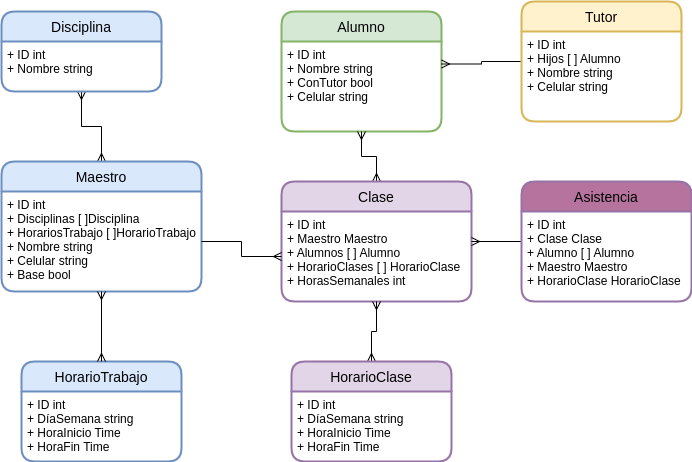 Disciplina
+ ID int
+ Nombre string
Alumno
+ ID int
+ Nombre string
+ ConTutor bool
+ Celular string
Tutor
+ ID int
+ Hijos [ ] Alumno
+ Nombre string
+ Celular string
Maestro
+ ID int
+ Disciplinas [ ]Disciplina
+ HorariosTrabajo [ ]HorarioTrabajo
+ Nombre string
+ Celular string
+ Base bool
Clase
+ ID int
+ Maestro Maestro
+ Alumnos [ ] Alumno
+ HorarioClases [ ] HorarioClase
+ HorasSemanales int
Asistencia
+ ID int
+ Clase Clase
+ Alumno [ ] Alumno
+ Maestro Maestro
+ HorarioClase HorarioClase
HorarioTrabajo
+ ID int
+ DíaSemana string
+ HoraInicio Time
+ HoraFin Time
HorarioClase
+ ID int
+ DíaSemana string
+ HoraInicio Time
+ HoraFin Time